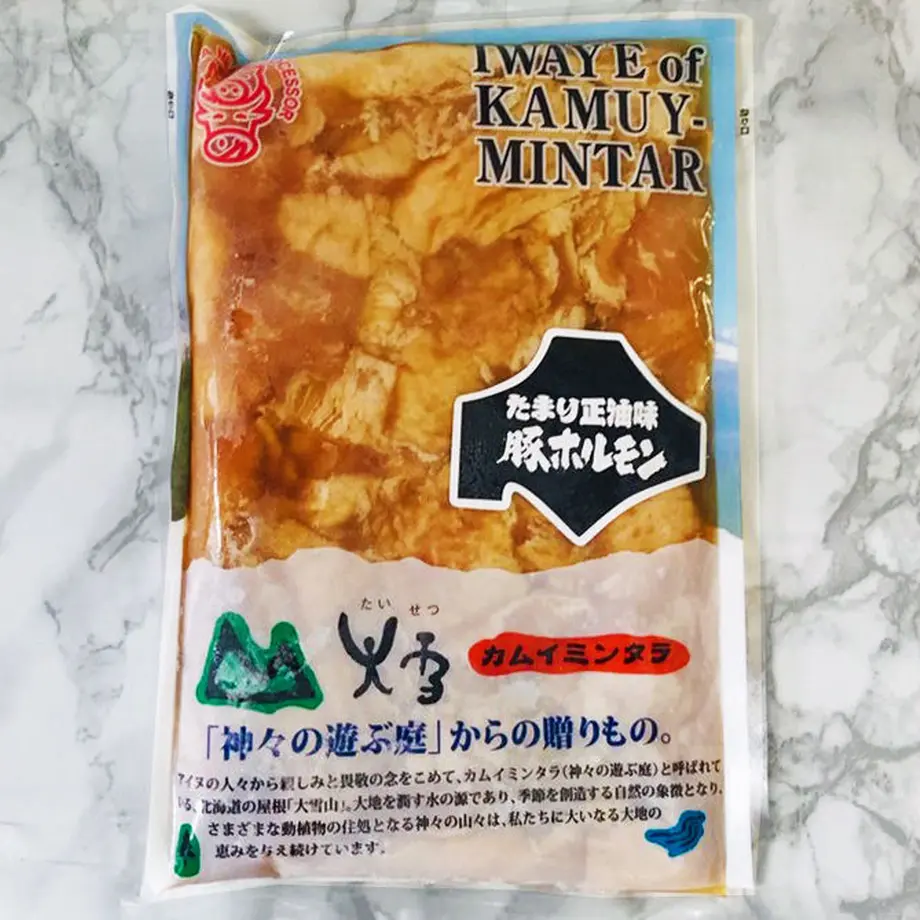 CESSOR
IWAYE of
KAMUY-
MINTAR
たまり正油味
豚ホルモン
たいせつ
大雪
カムイミンタラ
「神々の遊ぶ庭」からの贈りもの。
アイヌの人々から親しみと畏敬の念をこめて、カムイミンタラ(神々の遊ぶ庭)と呼ばれて
いる、北海道の屋根「大雪山」。大地を潤す水の源であり、季節を創造する自然の象徴となり、
さまざまな動植物の住処となる神々の山々は、私たちに大いなる大地の
恵みを与え続けています。